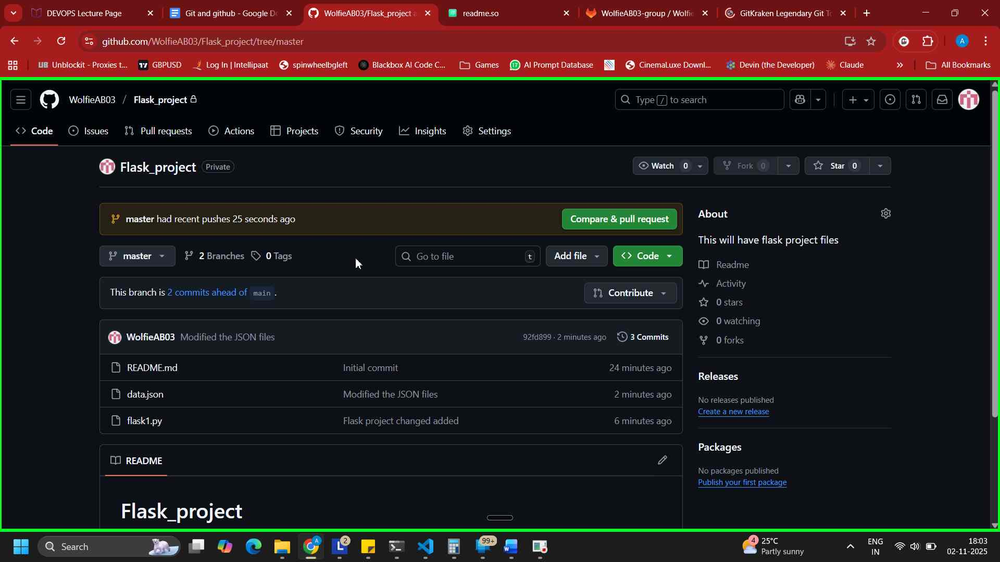 DEVOPS Lecture Page
Git and github - Google Do
WolfieAB03/Flask_project a
readme.so
WolfieAB03-group / Wolfie
GitKraken Legendary Git To
github.com/WolfieAB03/Flask_project/tree/master
A
UB Unblockit - Proxies t...
GBPUSD
Log In | Intellipaat
spinwheelbgleft
Blackbox AI Code C...
Games
17 AI Prompt Database
CinemaLuxe Downl...
Devin (the Developer)
Claude
All Bookmarks
WolfieAB03 / Flask_project
Type / to search
Code
Issues
Pull requests
Actions
Projects
Security
Insights
Settings
Flask_project Private
Watch 0
Fork 0
Star 0
master had recent pushes 25 seconds ago
Compare & pull request
master
2 Branches
0 Tags
Go to file t
Add file
Code
This branch is 2 commits ahead of main .
Contribute
WolfieAB03 Modified the JSON files 92fd899 · 2 minutes ago 3 Commits
README.md Initial commit 24 minutes ago
data.json Modified the JSON files 2 minutes ago
flask1.py Flask project changed added 6 minutes ago
README
Flask_project
About
This will have flask project files
Readme
Activity
0 stars
0 watching
0 forks
Releases
No releases published
Create a new release
Packages
No packages published
Publish your first package
Search
A
L 2
99+
4
25°C
Partly sunny
ENG
IN
18:03
02-11-2025